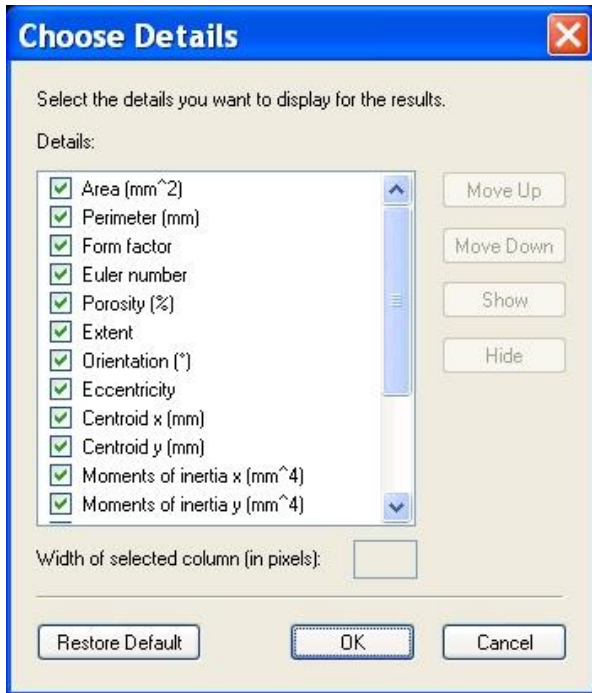 Choose Details
Select the details you want to display for the results.
Details:
Area (mm^2)
Perimeter (mm)
Form factor
Euler number
Porosity (%)
Extent
Orientation (°)
Eccentricity
Centroid x (mm)
Centroid y (mm)
Moments of inertia x (mm^4)
Moments of inertia y (mm^4)
Move Up
Move Down
Show
Hide
Width of selected column (in pixels):
Restore Default
OK
Cancel